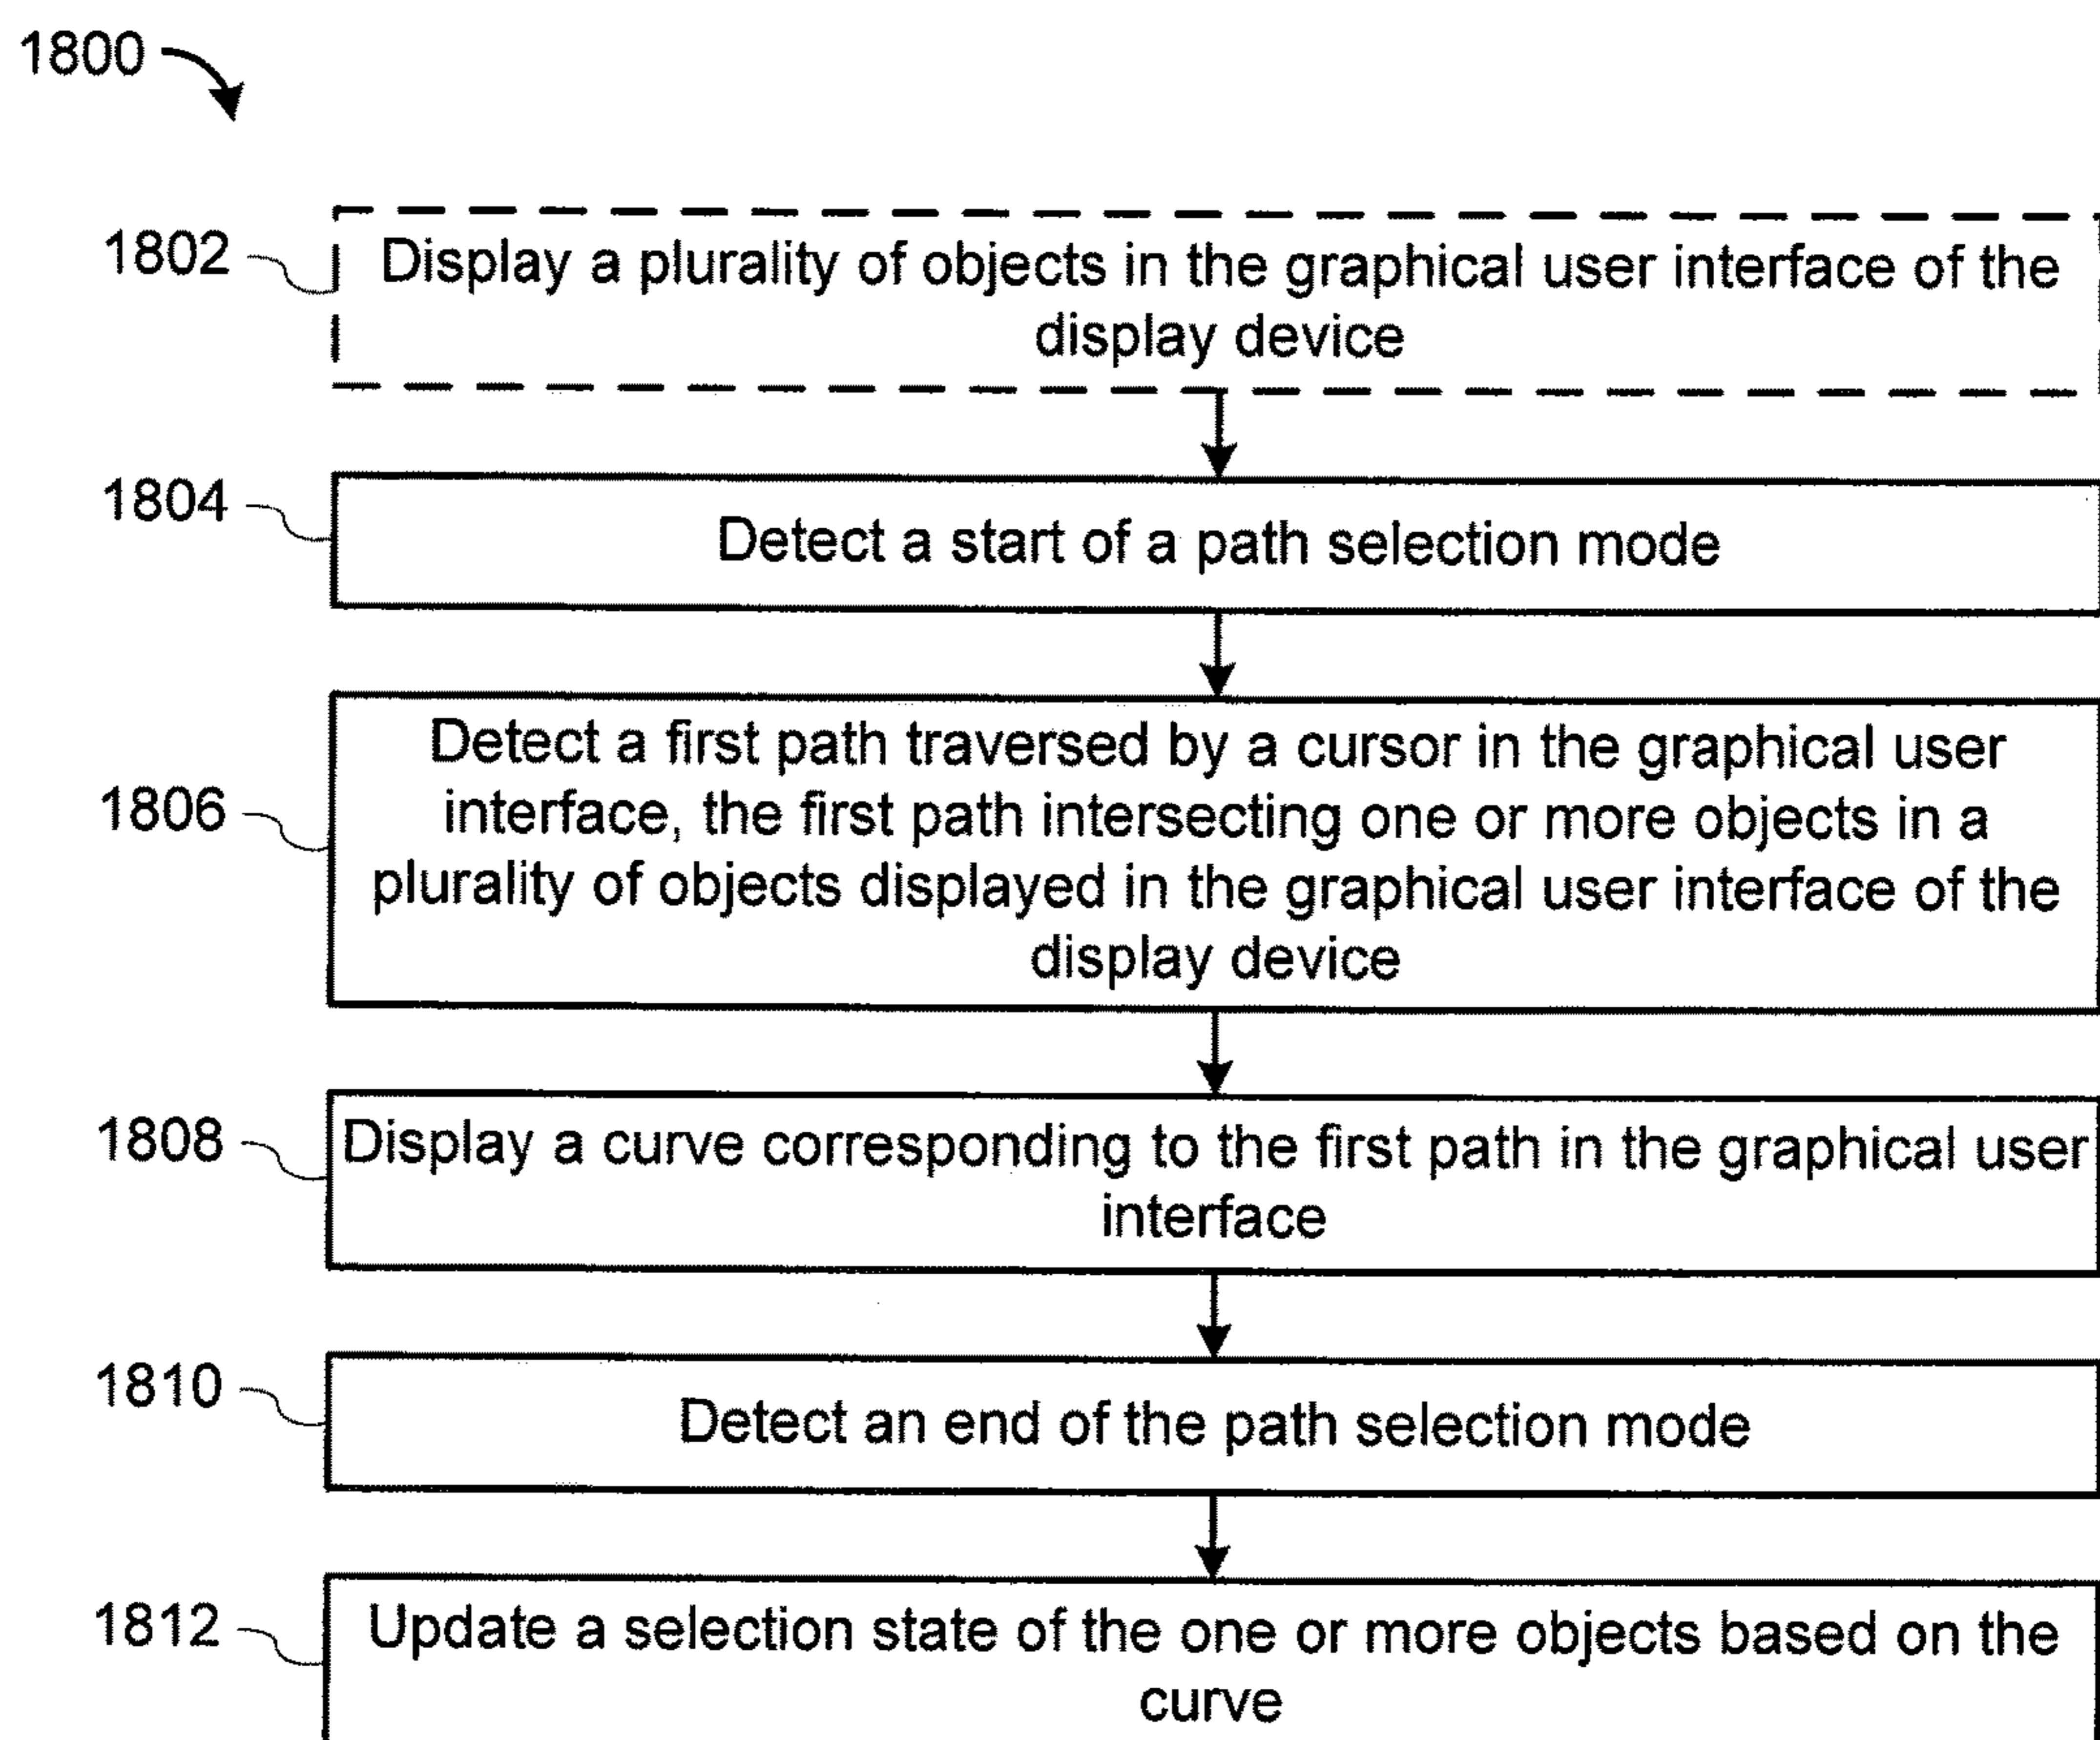 1800
1802
Display a plurality of objects in the graphical user interface of the
display device
1804
Detect a start of a path selection mode
1806
Detect a first path traversed by a cursor in the graphical user
interface, the first path intersecting one or more objects in a
plurality of objects displayed in the graphical user interface of the
display device
1808
Display a curve corresponding to the first path in the graphical user
interface
1810
Detect an end of the path selection mode
1812
Update a selection state of the one or more objects based on the
curve